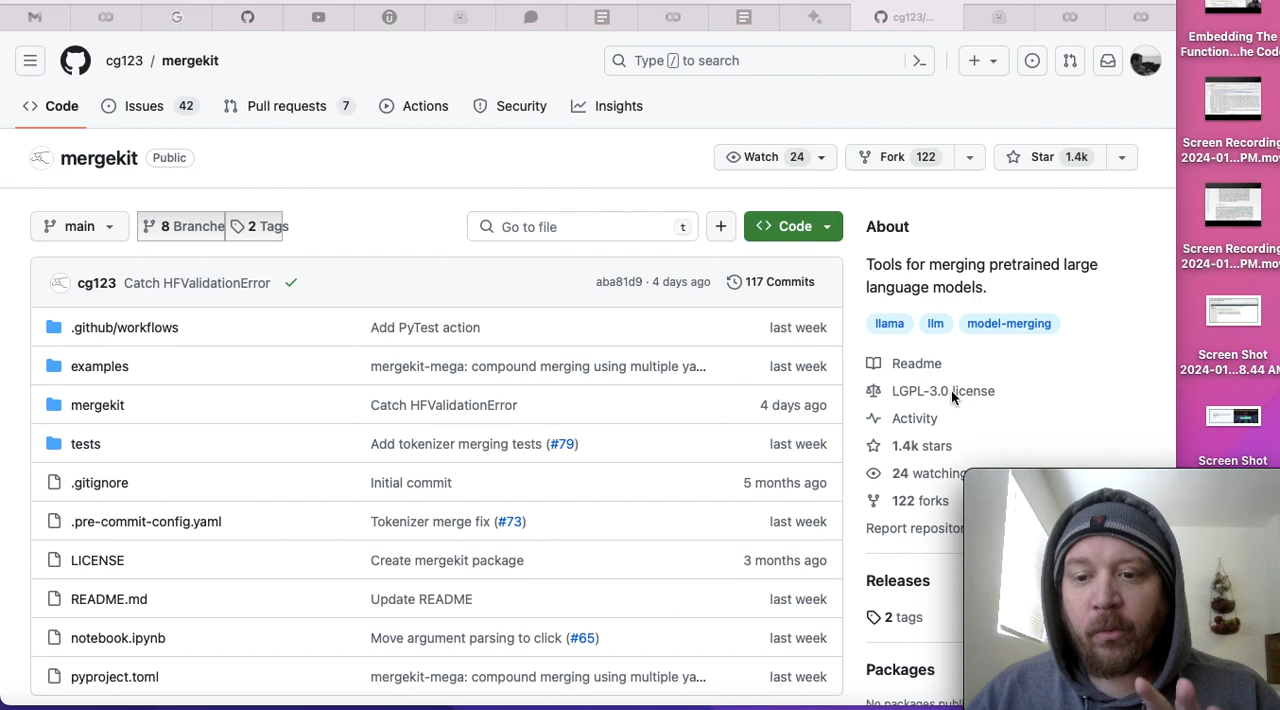 cg123/...
cg123 / mergekit
Type / to search
Code
Issues 42
Pull requests 7
Actions
Security
Insights
mergekit Public
Watch 24
Fork 122
Star 1.4k
main
8 Branche
2 Tags
Go to file t
Code
cg123 Catch HFValidationError aba81d9 · 4 days ago 117 Commits
.github/workflows Add PyTest action last week
examples mergekit-mega: compound merging using multiple ya... last week
mergekit Catch HFValidationError 4 days ago
tests Add tokenizer merging tests (#79) last week
.gitignore Initial commit 5 months ago
.pre-commit-config.yaml Tokenizer merge fix (#73) last week
LICENSE Create mergekit package 3 months ago
README.md Update README last week
notebook.ipynb Move argument parsing to click (#65) last week
pyproject.toml mergekit-mega: compound merging using multiple ya... last week
About
Tools for merging pretrained large
language models.
llama llm model-merging
Readme
LGPL-3.0 license
Activity
1.4k stars
24 watching
122 forks
Report repositor
Releases
2 tags
Packages
Embedding The
Function...he Code
Screen Recording
2024-01...PM.mov
Screen Recording
2024-01...PM.mov
Screen Shot
2024-01...8.44 AM
Screen Shot